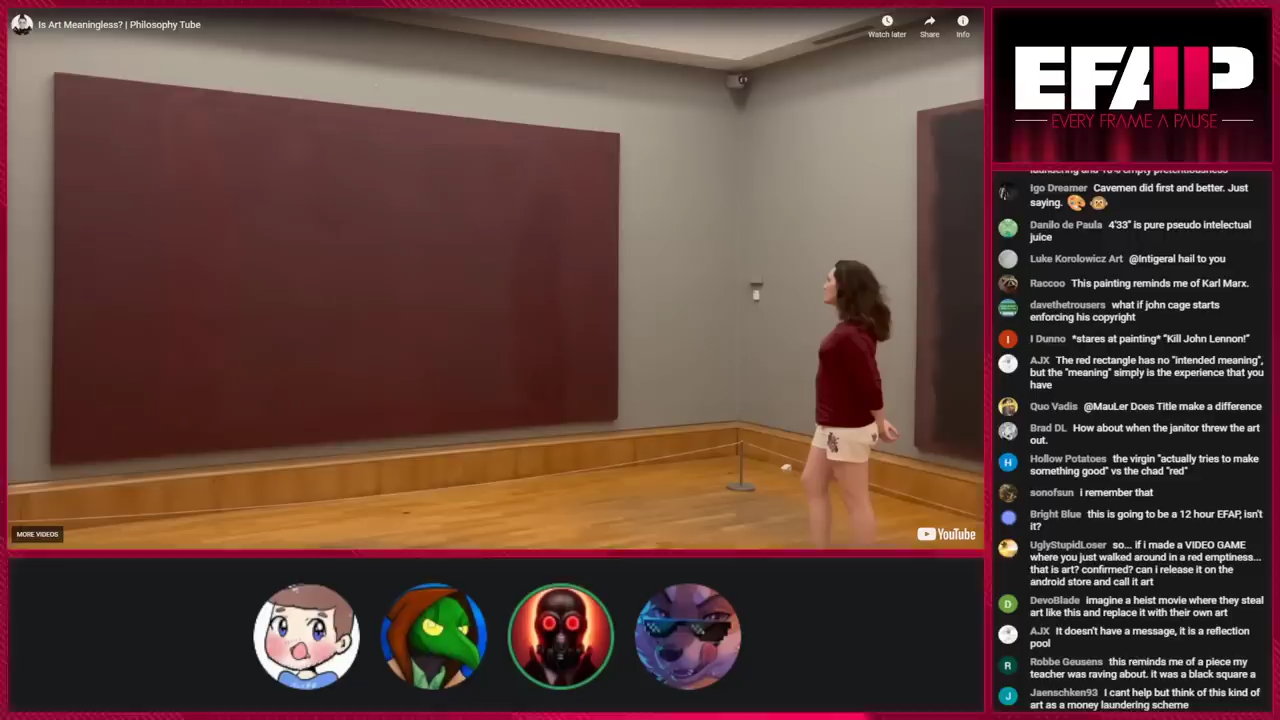 Is Art Meaningless? | Philosophy Tube
Watch later
Share
Info
MORE VIDEOS
YouTube
EFAP
EVERY FRAME A PAUSE
laundering and 10% empty pretentiousness
Igo Dreamer Cavemen did first and better. Just
saying.
Danilo de Paula 4'33" is pure pseudo intelectual
juice
Luke Korolowicz Art @Intigeral hail to you
Raccoo This painting reminds me of Karl Marx.
davethetrousers what if john cage starts
enforcing his copyright
I Dunno *stares at painting* "Kill John Lennon!"
AJX The red rectangle has no "intended meaning",
but the "meaning" simply is the experience that you
have
Quo Vadis @MauLer Does Title make a difference
Brad DL How about when the janitor threw the art
out.
Hollow Potatoes the virgin "actually tries to make
something good" vs the chad "red"
sonofsun i remember that
Bright Blue this is going to be a 12 hour EFAP, isn't
it?
UglyStupidLoser so... if i made a VIDEO GAME
where you just walked around in a red emptiness...
that is art? confirmed? can i release it on the
android store and call it art
DevoBlade imagine a heist movie where they steal
art like this and replace it with their own art
AJX It doesn't have a message, it is a reflection
pool
Robbe Geusens this reminds me of a piece my
teacher was raving about. it was a black square a
Jaenschken93 I cant help but think of this kind of
art as a money laundering scheme